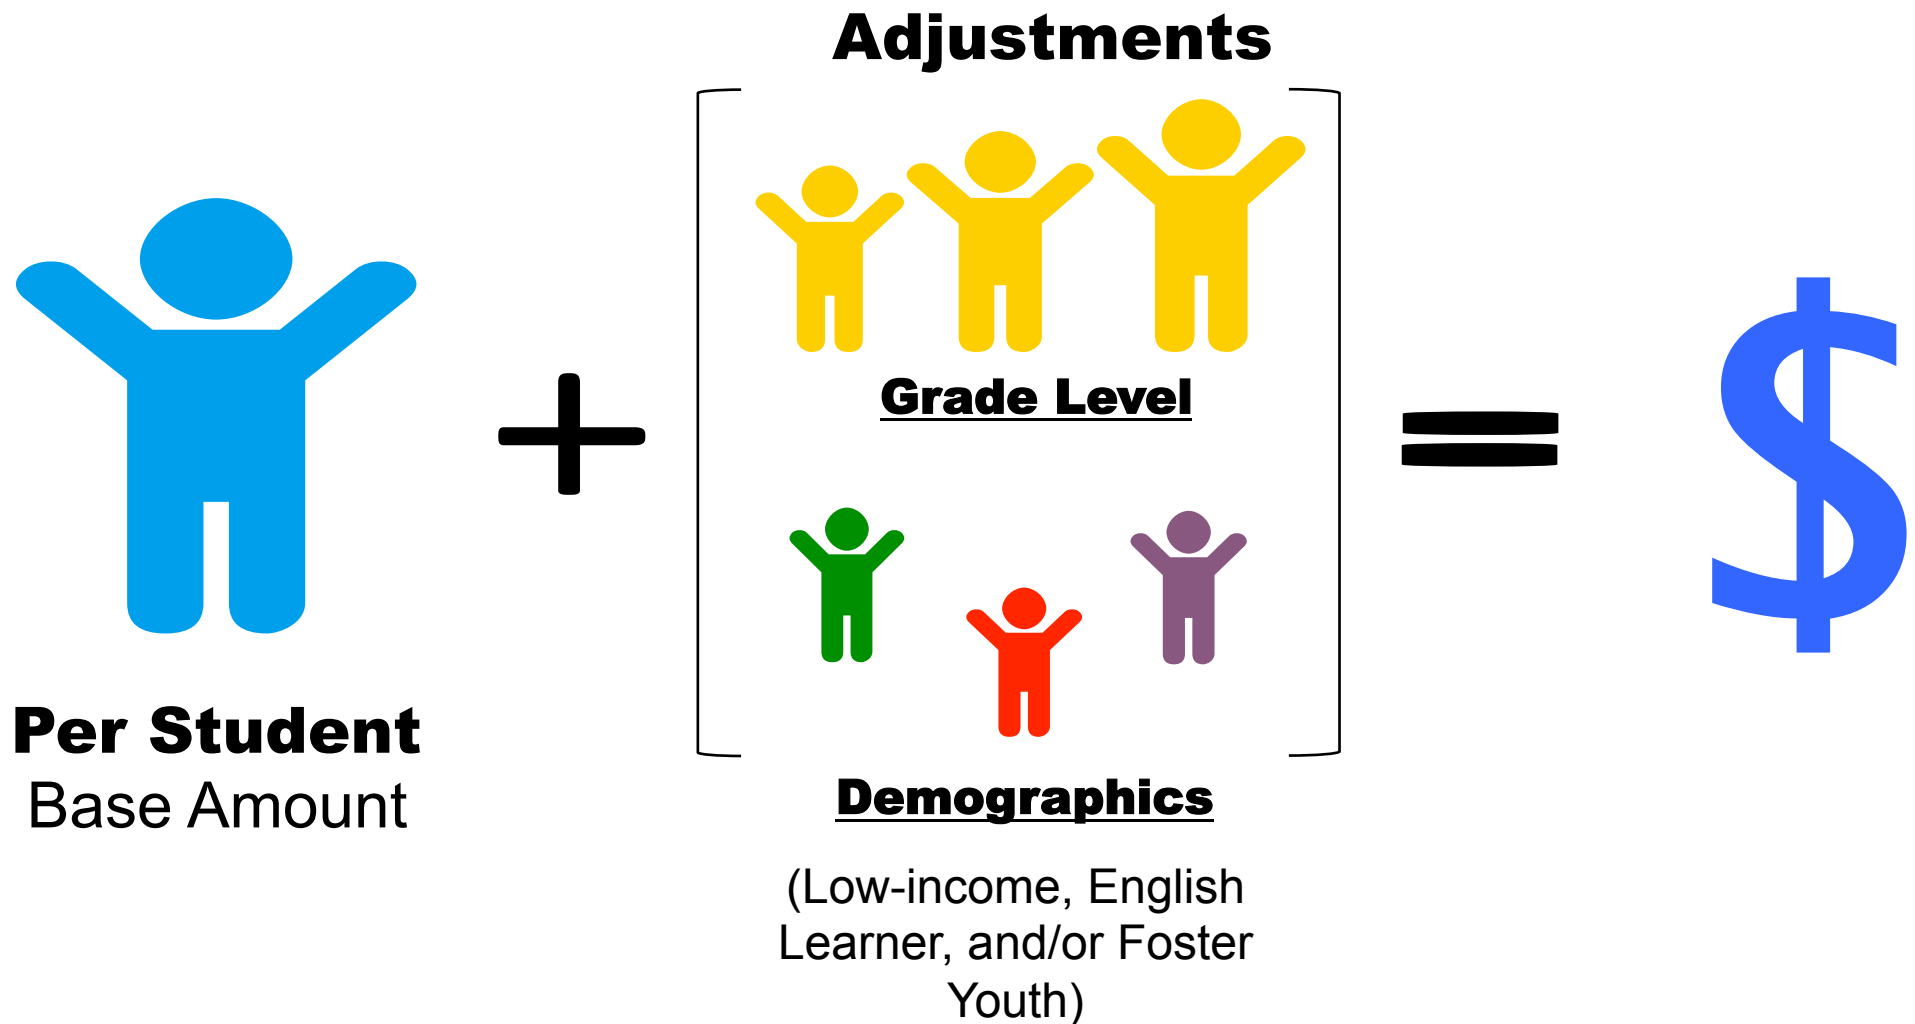 Adjustments
Grade Level
+
=
$
Per Student
Base Amount
Demographics
(Low-income, English
Learner, and/or Foster
Youth)